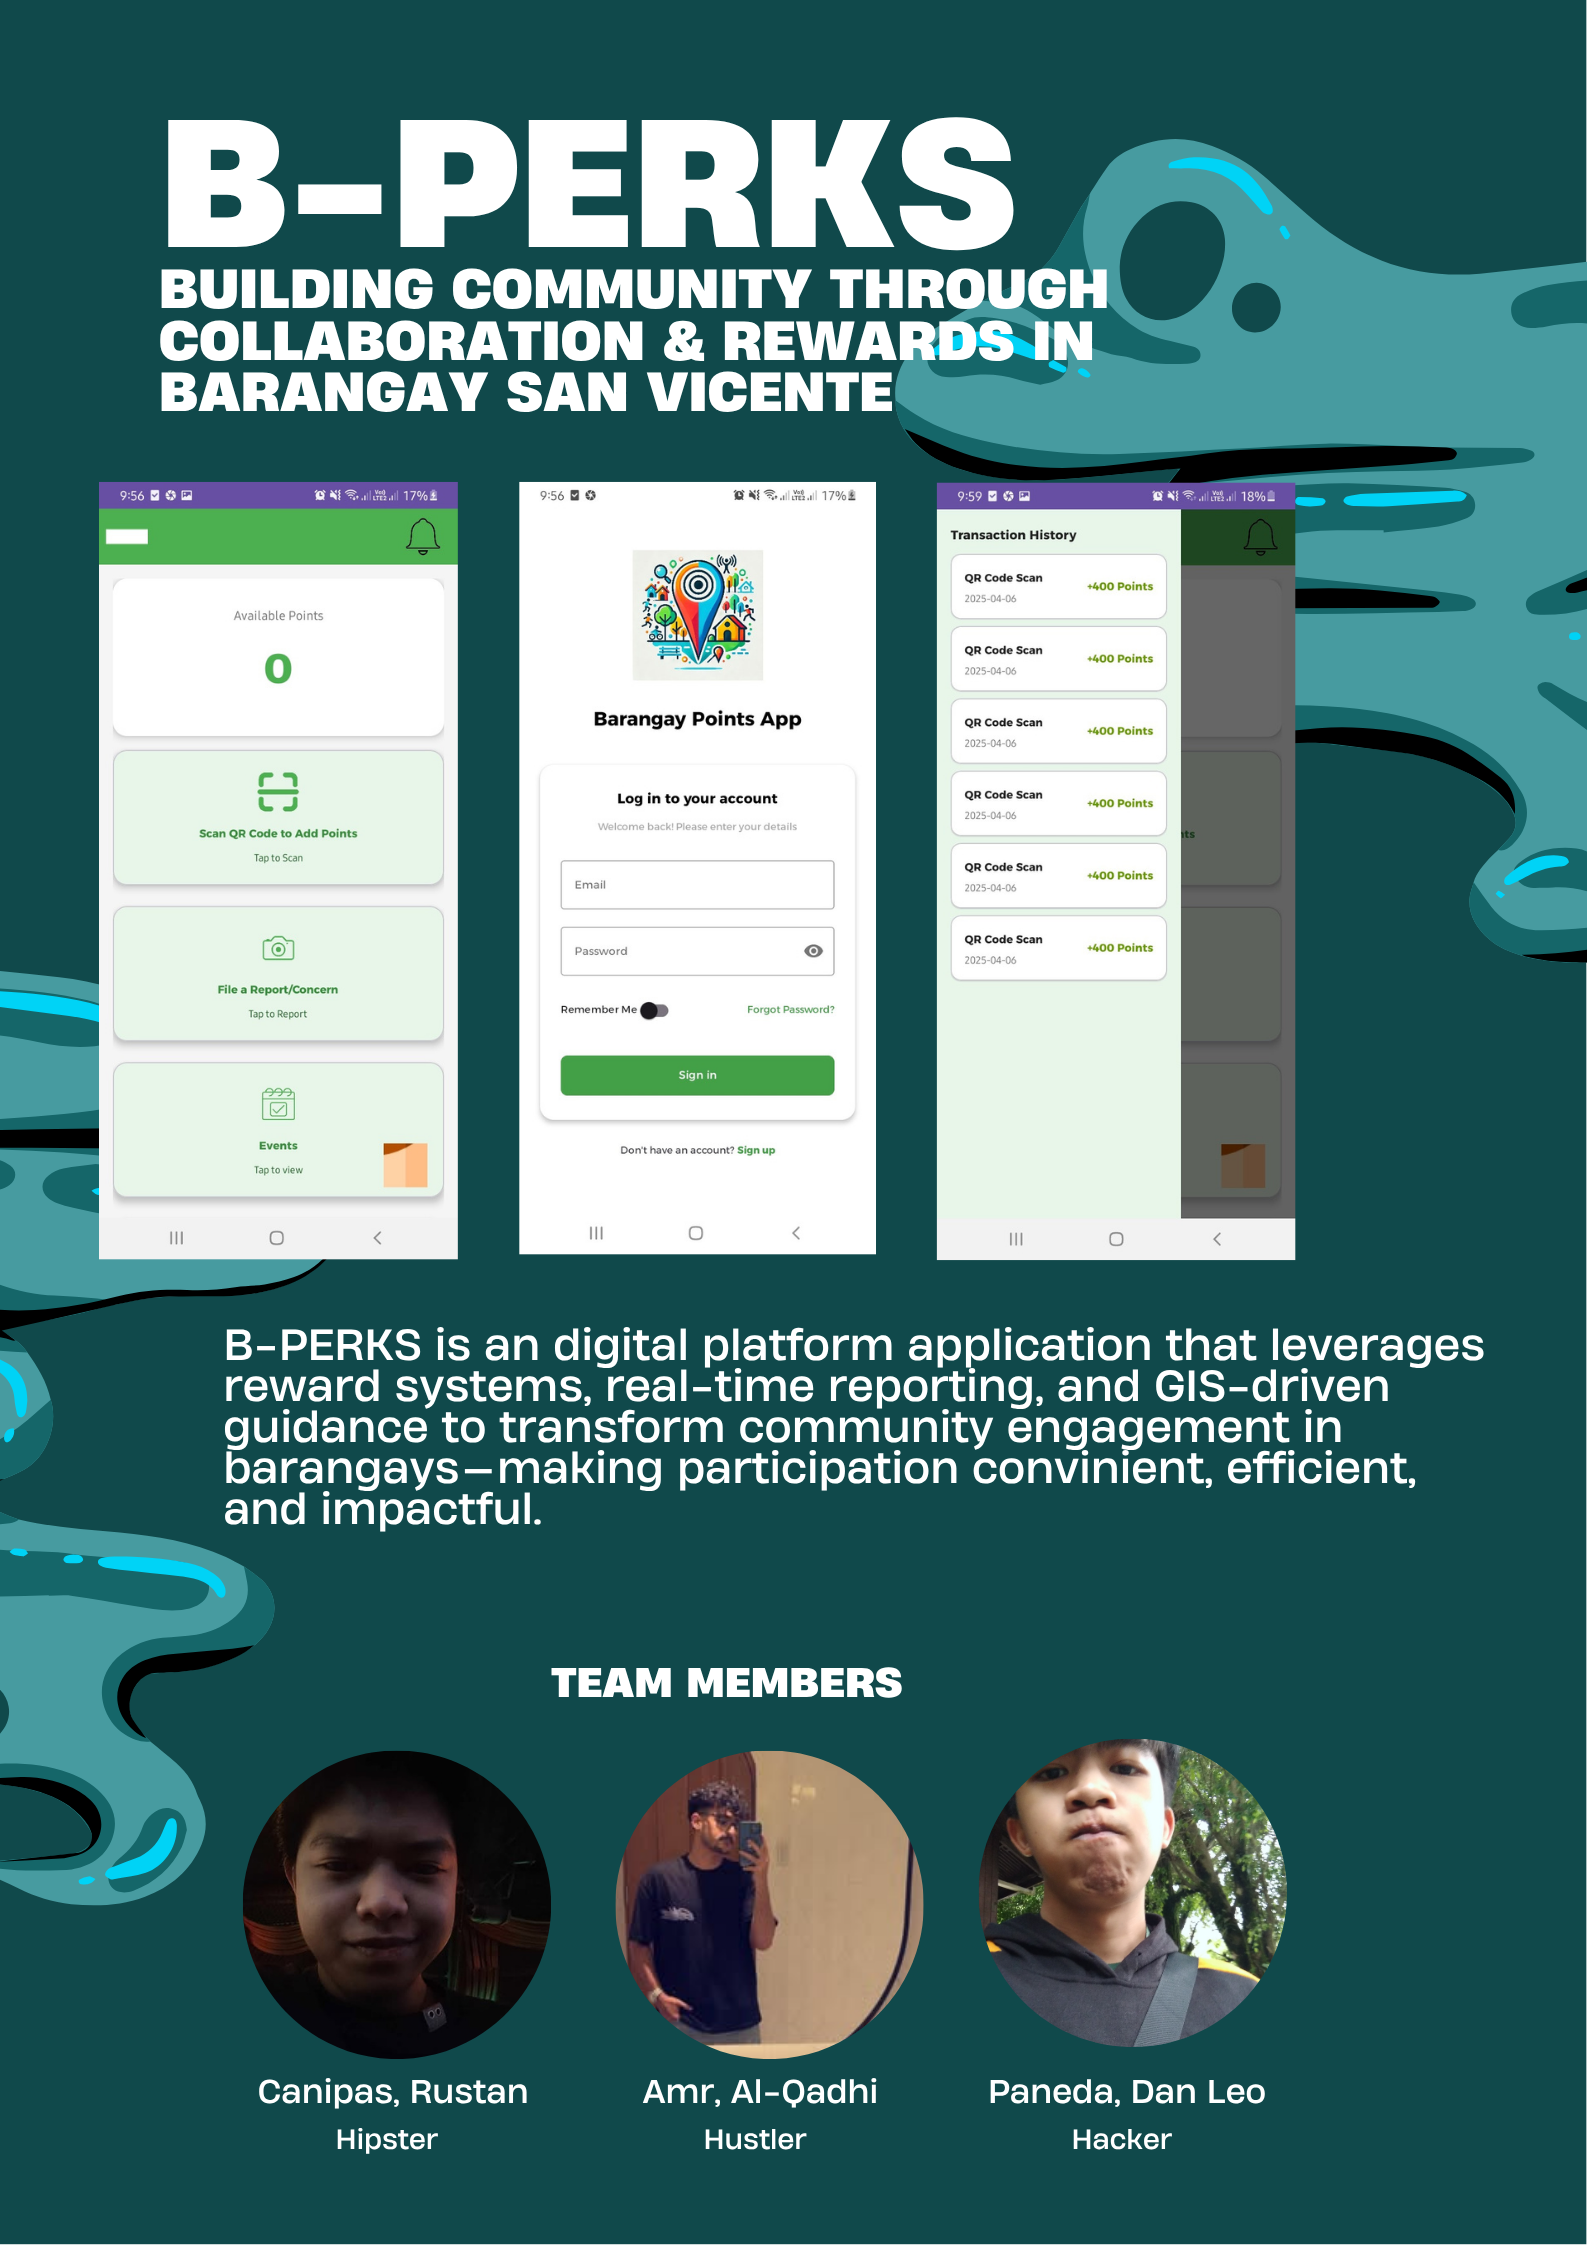 B-PERKS
BUILDING COMMUNITY THROUGH
COLLABORATION & REWARDS IN
BARANGAY SAN VICENTE
9:56
17%
Available Points
0
Scan QR Code to Add Points
Tap to Scan
File a Report/Concern
Tap to Report
Events
Tap to view
9:56
17%
Barangay Points App
Log in to your account
Welcome back! Please enter your details
Email
Password
Remember Me
Forgot Password?
Sign in
Don't have an account? Sign up
9:59
18%
Transaction History
QR Code Scan
+400 Points
2025-04-06
QR Code Scan
+400 Points
2025-04-06
QR Code Scan
+400 Points
2025-04-06
QR Code Scan
+400 Points
2025-04-06
QR Code Scan
+400 Points
2025-04-06
QR Code Scan
+400 Points
2025-04-06
nts
B-PERKS is an digital platform application that leverages
reward systems, real-time reporting, and GIS-driven
guidance to transform community engagement in
barangays—making participation convinient, efficient,
and impactful.
TEAM MEMBERS
Canipas, Rustan
Hipster
Amr, Al-Qadhi
Hustler
Paneda, Dan Leo
Hacker